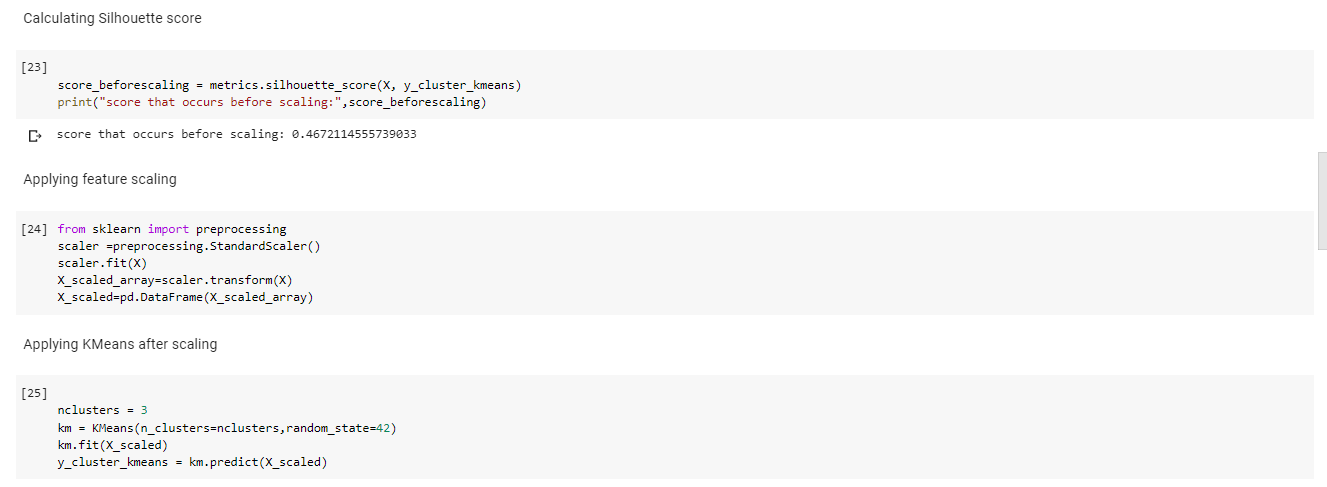 Calculating Silhouette score
[23]
score_beforescaling = metrics.silhouette_score(X, y_cluster_kmeans)
print("score that occurs before scaling:",score_beforescaling)
score that occurs before scaling: 0.4672114555739033
Applying feature scaling
[24] from sklearn import preprocessing
scaler =preprocessing.StandardScaler()
scaler.fit(X)
X_scaled_array=scaler.transform(X)
X_scaled=pd.DataFrame(X_scaled_array)
Applying KMeans after scaling
[25]
nclusters = 3
km = KMeans(n_clusters=nclusters,random_state=42)
km.fit(X_scaled)
y_cluster_kmeans = km.predict(X_scaled)